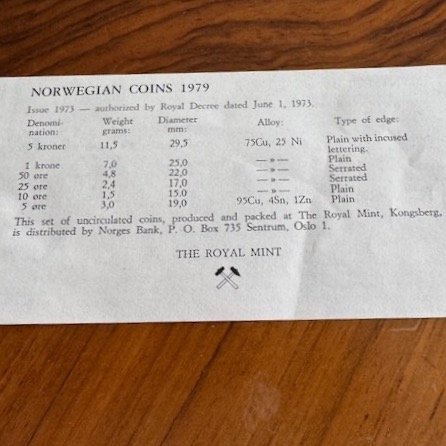 NORWEGIAN COINS 1979
Issue 1973 — authorized by Royal Decree dated June 1, 1973.
Denomi- Weight Diameter Alloy: Type of edge:
nation: grams: mm:
5 kroner 11,5 29,5 75Cu, 25 Ni Plain with incused
lettering.
1 krone 7,0 25,0 —»— Plain
50 øre 4,8 22,0 —»— Serrated
25 øre 2,4 17,0 —»— Serrated
10 øre 1,5 15.0 —»— Plain
5 øre 3,0 19,0 95Cu, 4Sn, 1Zn Plain
This set of uncirculated coins, produced and packed at The Royal Mint, Kongsberg,
is distributed by Norges Bank, P. O. Box 735 Sentrum, Oslo 1.
THE ROYAL MINT